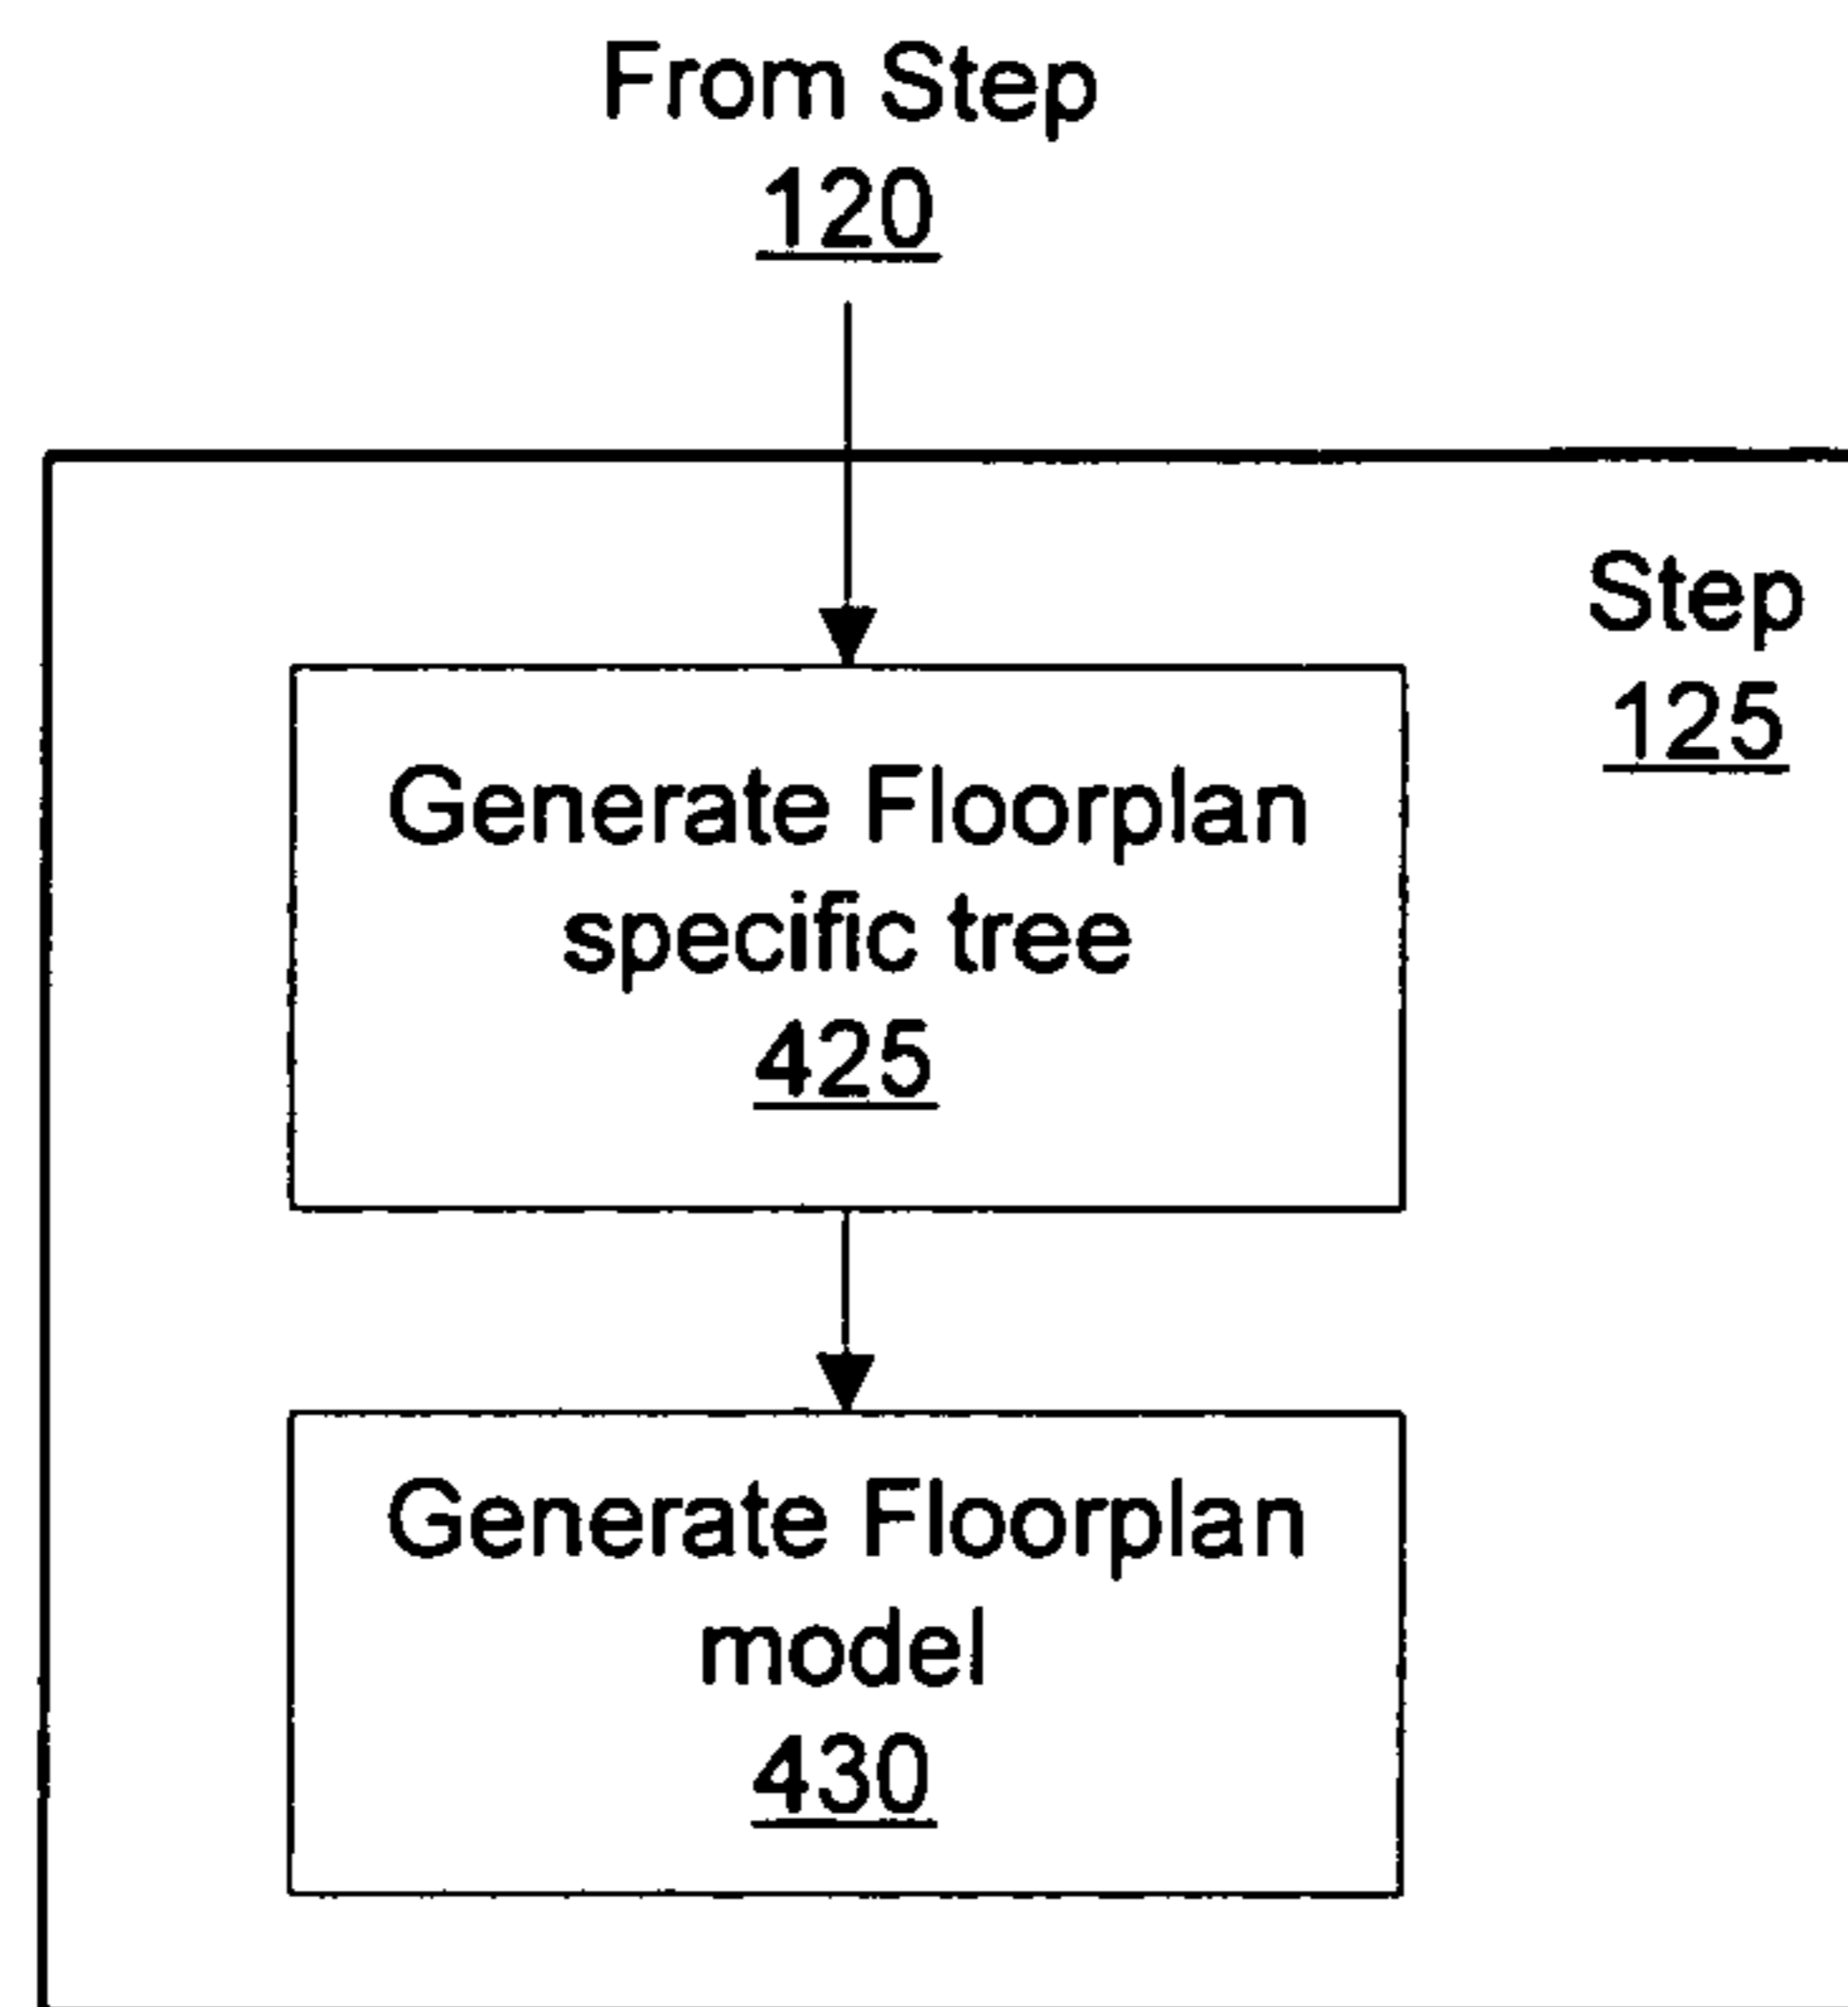 From Step
120
Step
125
Generate Floorplan
specific tree
425
Generate Floorplan
model
430